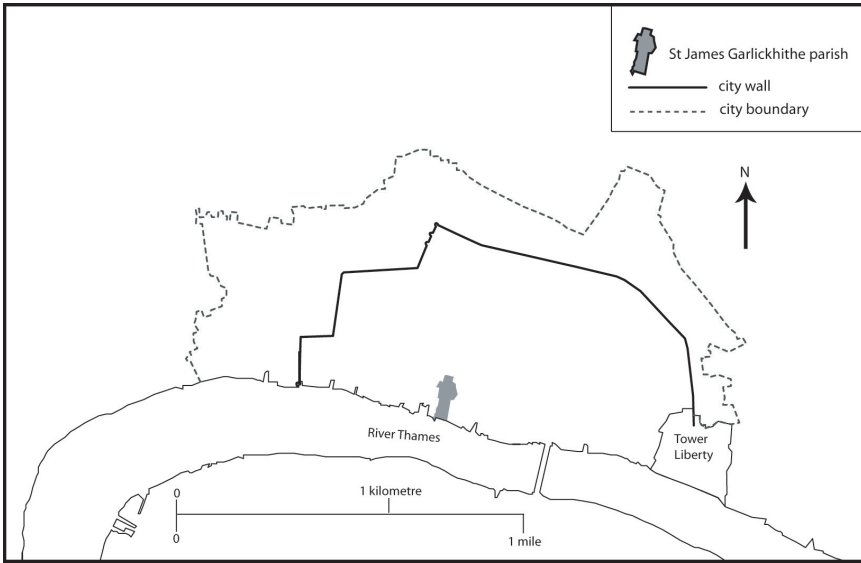 St James Garlickhithe parish
city wall
city boundary
N
River Thames
Tower
Liberty
0
1 kilometre
0
1 mile